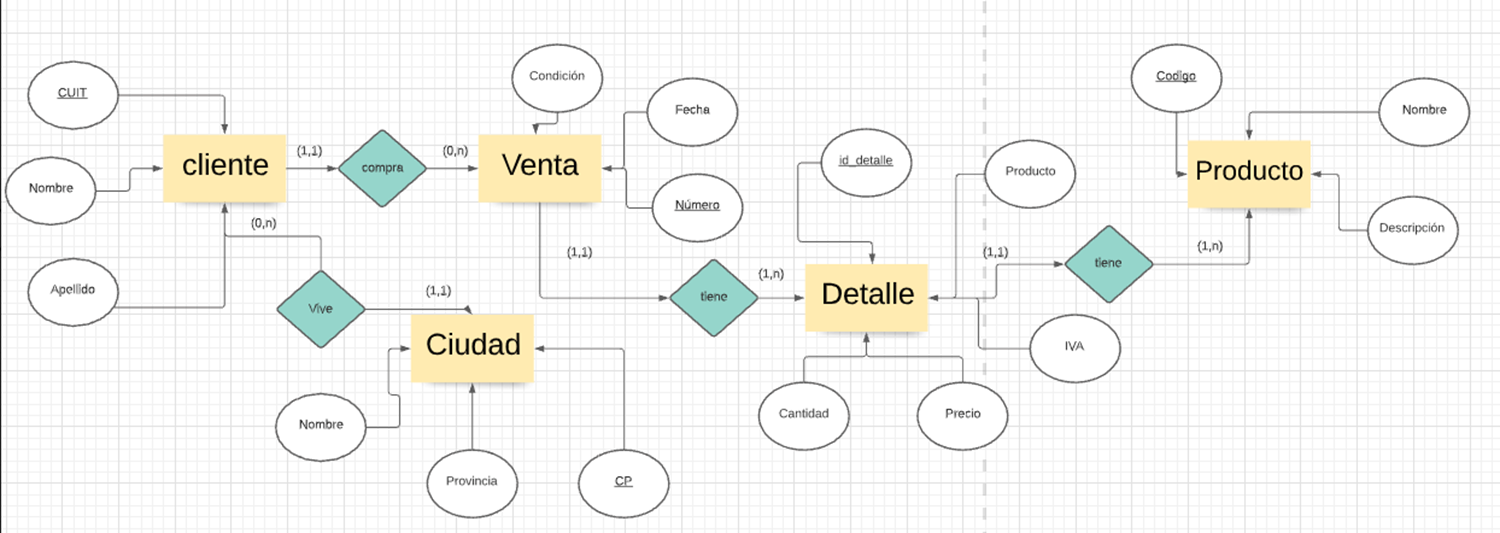 Condición
CUIT
Codigo
Fecha
Nombre
cliente
(1,1)
compra
(0,n)
Venta
id_detalle
Producto
Producto
Nombre
Número
(0,n)
Descripción
(1,1)
(1,1)
(1,n)
Apellido
Vive
(1,1)
tiene
(1,n)
Detalle
tiene
Ciudad
IVA
Nombre
Cantidad
Precio
Provincia
CP